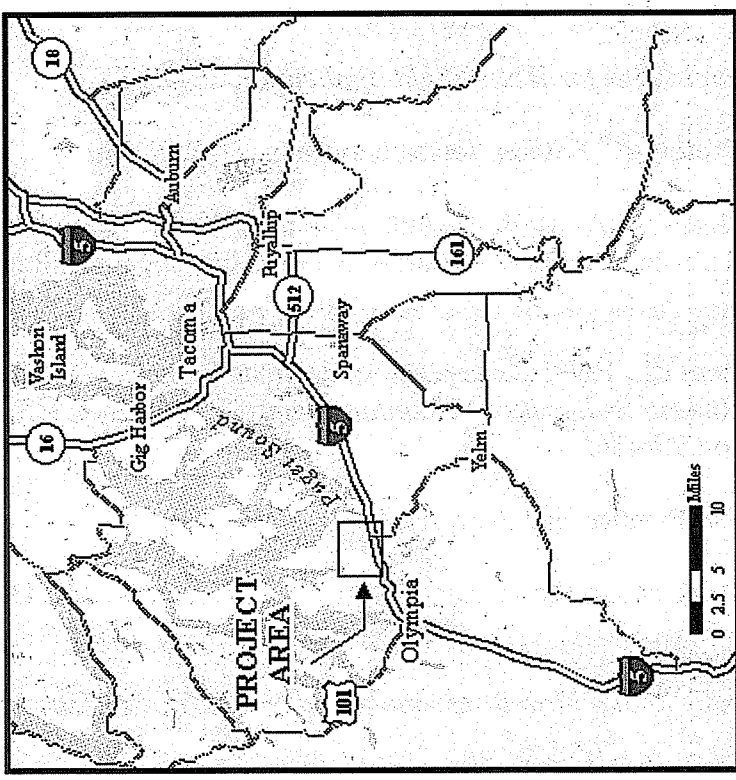 18
Auburn
5
Vashon
Island
Puyallup
161
512
Tacoma
Spanaway
16
Gig Harbor
5
Puget Sound
Yelm
PROJECT
AREA
Olympia
101
5
Miles
0 2.5 5 10